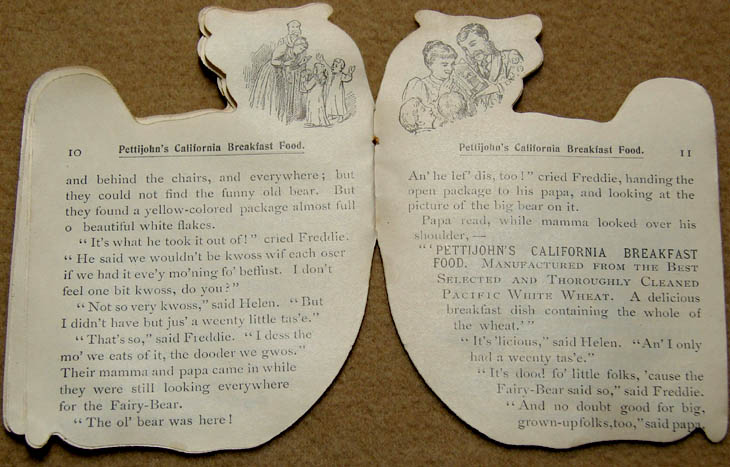 10
Pettijohn's California Breakfast Food.
and behind the chairs, and everywhere; but
they could not find the funny old bear. But
they found a yellow-colored package almost full
o beautiful white flakes.
"It's what he took it out of!" cried Freddie.
"He said we wouldn't be kwoss wif each oser
if we had it eve'y mo'ning fo' beffust. I don't
feel one bit kwoss, do you?"
"Not so very kwoss," said Helen. "But
I didn't have but jus' a weenty little tas'e."
"That's so," said Freddie. "I dess the
mo' we eats of it, the dooder we gwos."
Their mamma and papa came in while
they were still looking everywhere
for the Fairy-Bear.
"The ol' bear was here!
Pettijohn's California Breakfast Food.
11
An' he lef' dis, too!" cried Freddie, handing the
open package to his papa, and looking at the
picture of the big bear on it.
Papa read, while mamma looked over his
shoulder, —
"'PETTIJOHN'S CALIFORNIA BREAKFAST
FOOD. MANUFACTURED FROM THE BEST
SELECTED AND THOROUGHLY CLEANED
PACIFIC WHITE WHEAT. A delicious
breakfast dish containing the whole of
the wheat.'"
"It's 'licious," said Helen. "An' I only
had a weenty tas'e."
"It's dood fo' little folks, 'cause the
Fairy-Bear said so," said Freddie.
"And no doubt good for big,
grown-up folks, too," said papa.